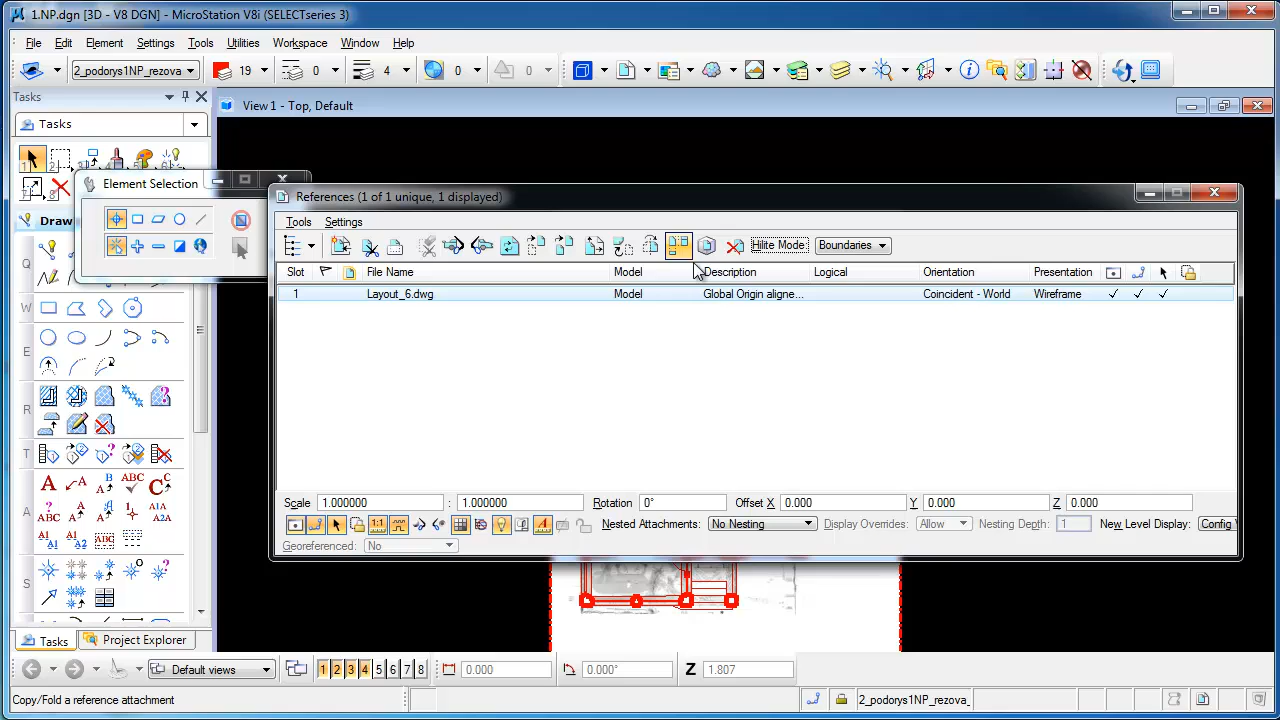 1.NP.dgn [3D - V8 DGN] - MicroStation V8i (SELECTseries 3)
File Edit Element Settings Tools Utilities Workspace Window Help
2_podorys1NP_rezova 19 0 4 0 0
Tasks
View 1 - Top, Default
Tasks
Element Selection
References (1 of 1 unique, 1 displayed)
Tools Settings
Hilite Mode: Boundaries
Slot File Name Model Description Logical Orientation Presentation
1 Layout_6.dwg Model Global Origin aligne... Coincident - World Wireframe
Draw
Q
W
E
R
T
A
S
Scale 1.000000 : 1.000000 Rotation 0° Offset X 0.000 Y 0.000 Z 0.000
1:1 Nested Attachments: No Nesting Display Overrides: Allow Nesting Depth: 1 New Level Display: Config
Georeferenced: No
Tasks Project Explorer
Default views 1 2 3 4 5 6 7 8 0.000 0.000° Z 1.807
Copy/Fold a reference attachment 2_podorys1NP_rezova_